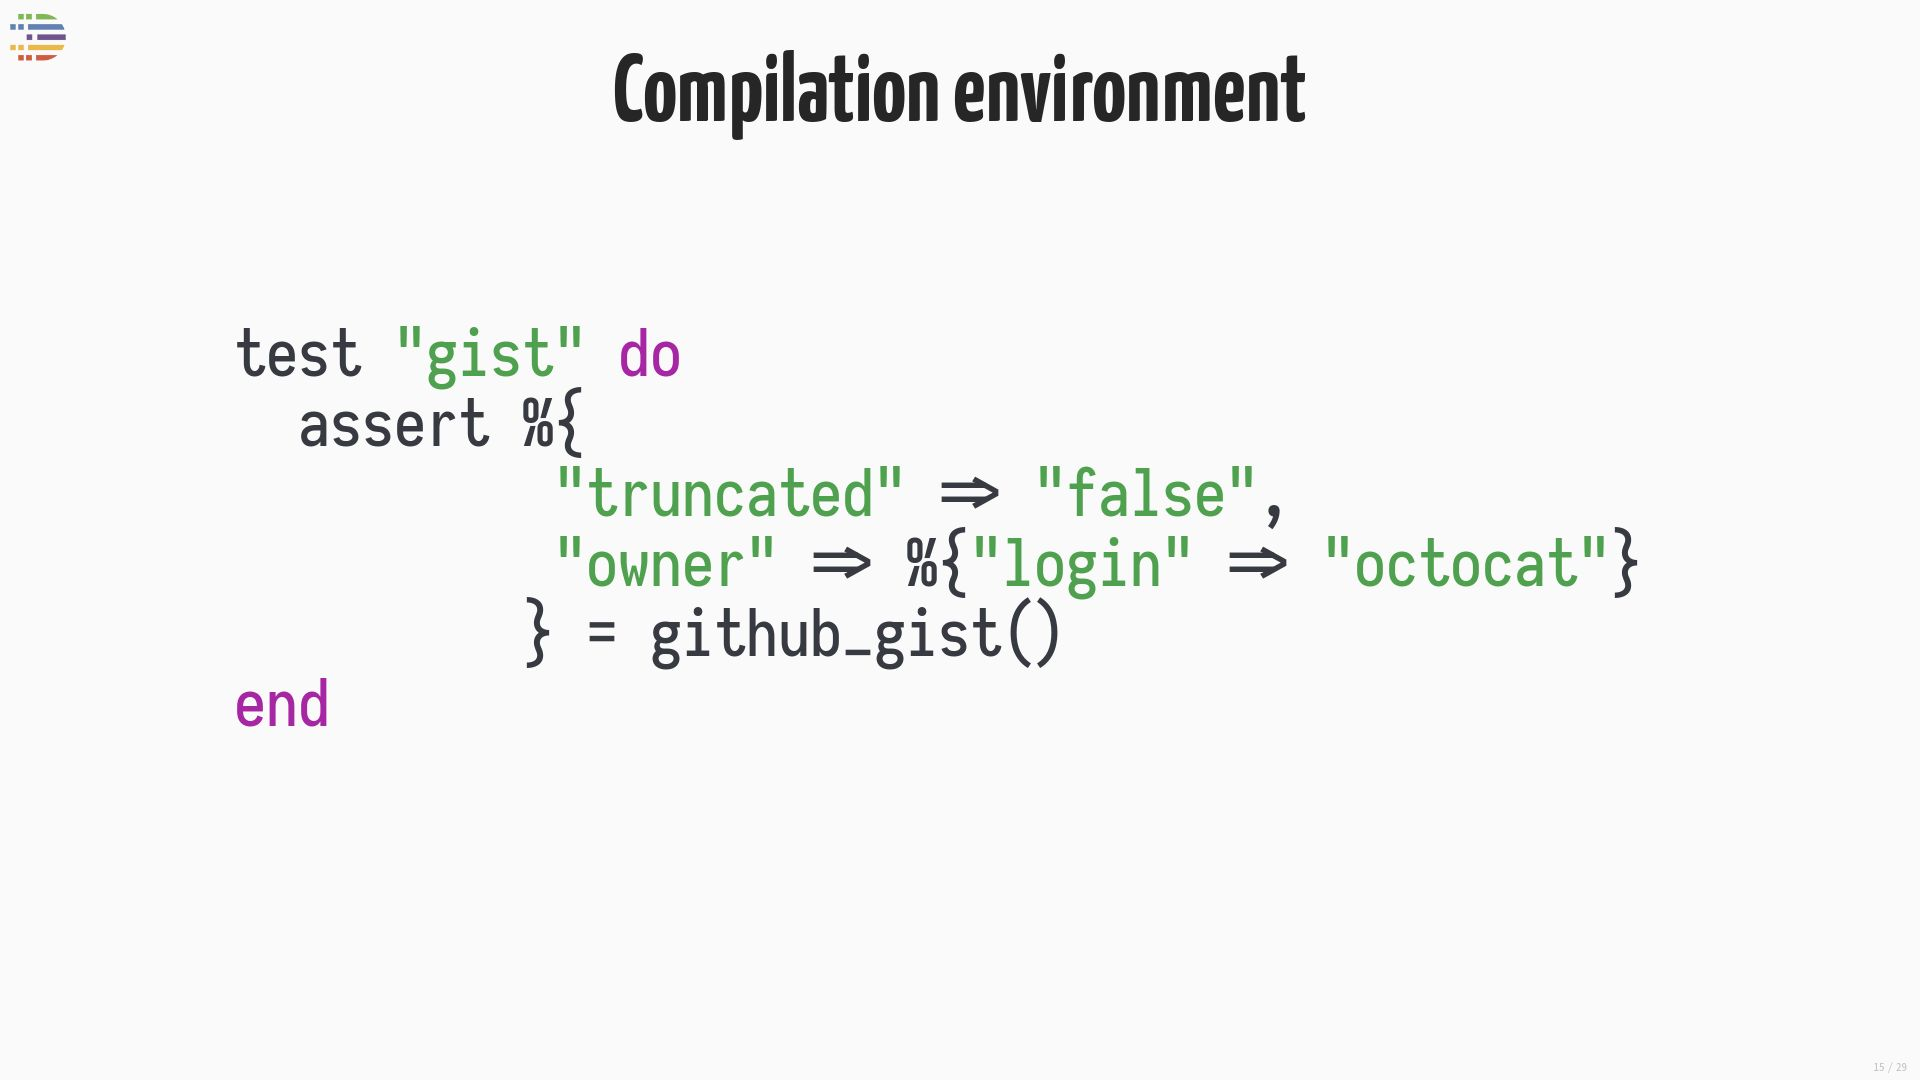 Compilation environment
test "gist" do
  assert %{
          "truncated" => "false",
          "owner" => %{"login" => "octocat"}
         } = github_gist()
end
15 / 29